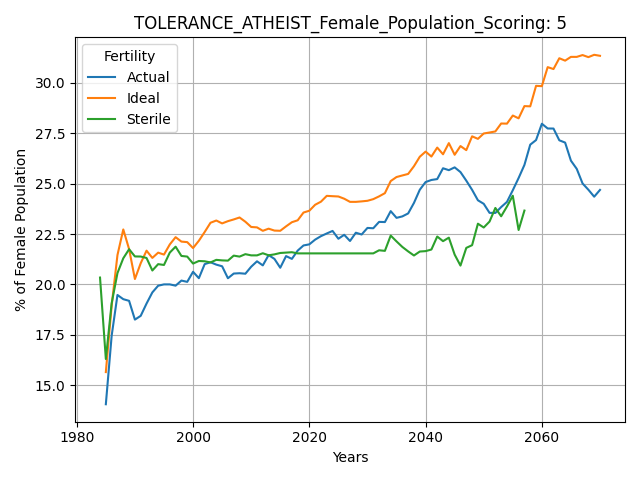 TOLERANCE_ATHEIST_Female_Population_Scoring: 5
Fertility
Actual
Ideal
Sterile
% of Female Population
30.0
27.5
25.0
22.5
20.0
17.5
15.0
1980
2000
2020
2040
2060
Years